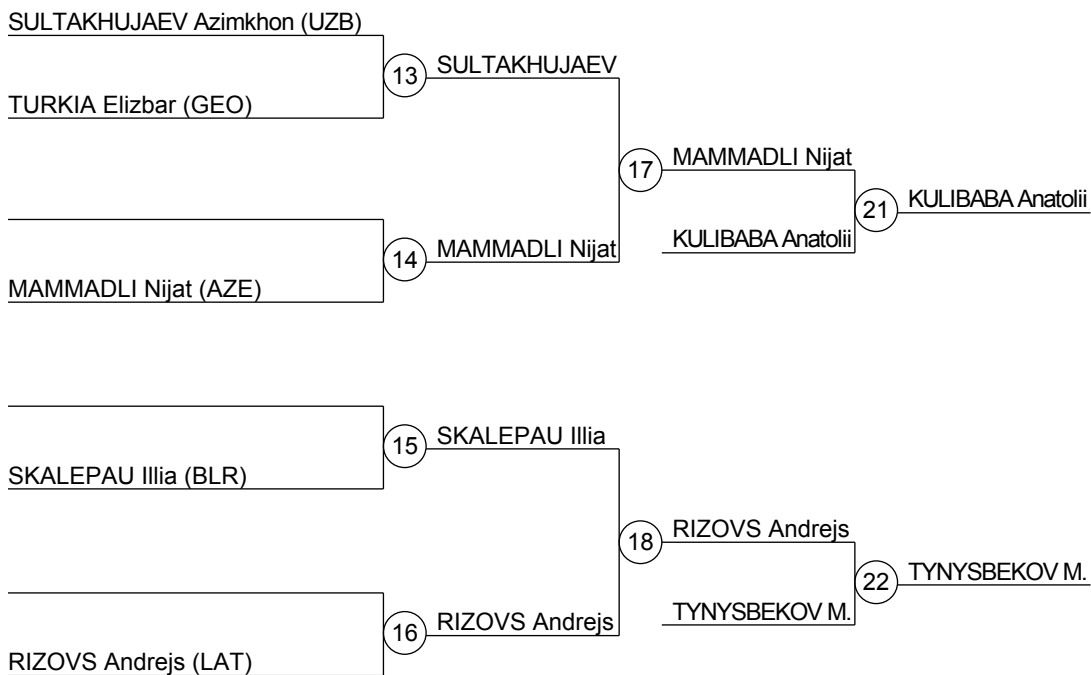 SULTAKHUJAEV Azimkhon (UZB)
13
SULTAKHUJAEV
TURKIA Elizbar (GEO)
17
MAMMADLI Nijat
21
KULIBABA Anatolii
KULIBABA Anatolii
14
MAMMADLI Nijat
MAMMADLI Nijat (AZE)
15
SKALEPAU Illia
SKALEPAU Illia (BLR)
18
RIZOVS Andrejs
22
TYNYSBEKOV M.
TYNYSBEKOV M.
16
RIZOVS Andrejs
RIZOVS Andrejs (LAT)